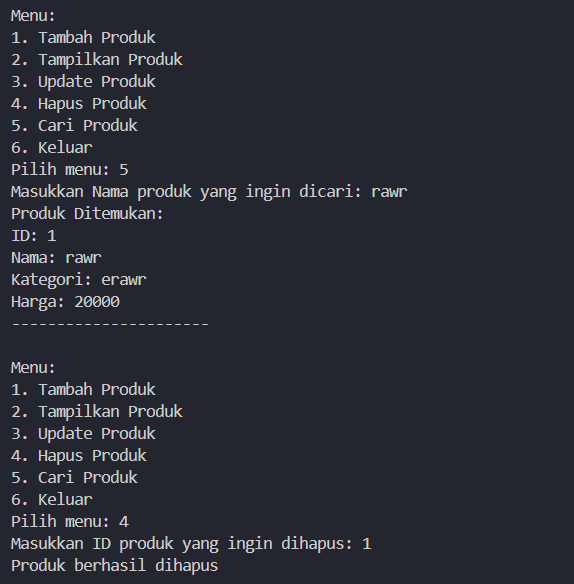 Menu:
1. Tambah Produk
2. Tampilkan Produk
3. Update Produk
4. Hapus Produk
5. Cari Produk
6. Keluar
Pilih menu: 5
Masukkan Nama produk yang ingin dicari: rawr
Produk Ditemukan:
ID: 1
Nama: rawr
Kategori: erawr
Harga: 20000
----------------------
Menu:
1. Tambah Produk
2. Tampilkan Produk
3. Update Produk
4. Hapus Produk
5. Cari Produk
6. Keluar
Pilih menu: 4
Masukkan ID produk yang ingin dihapus: 1
Produk berhasil dihapus